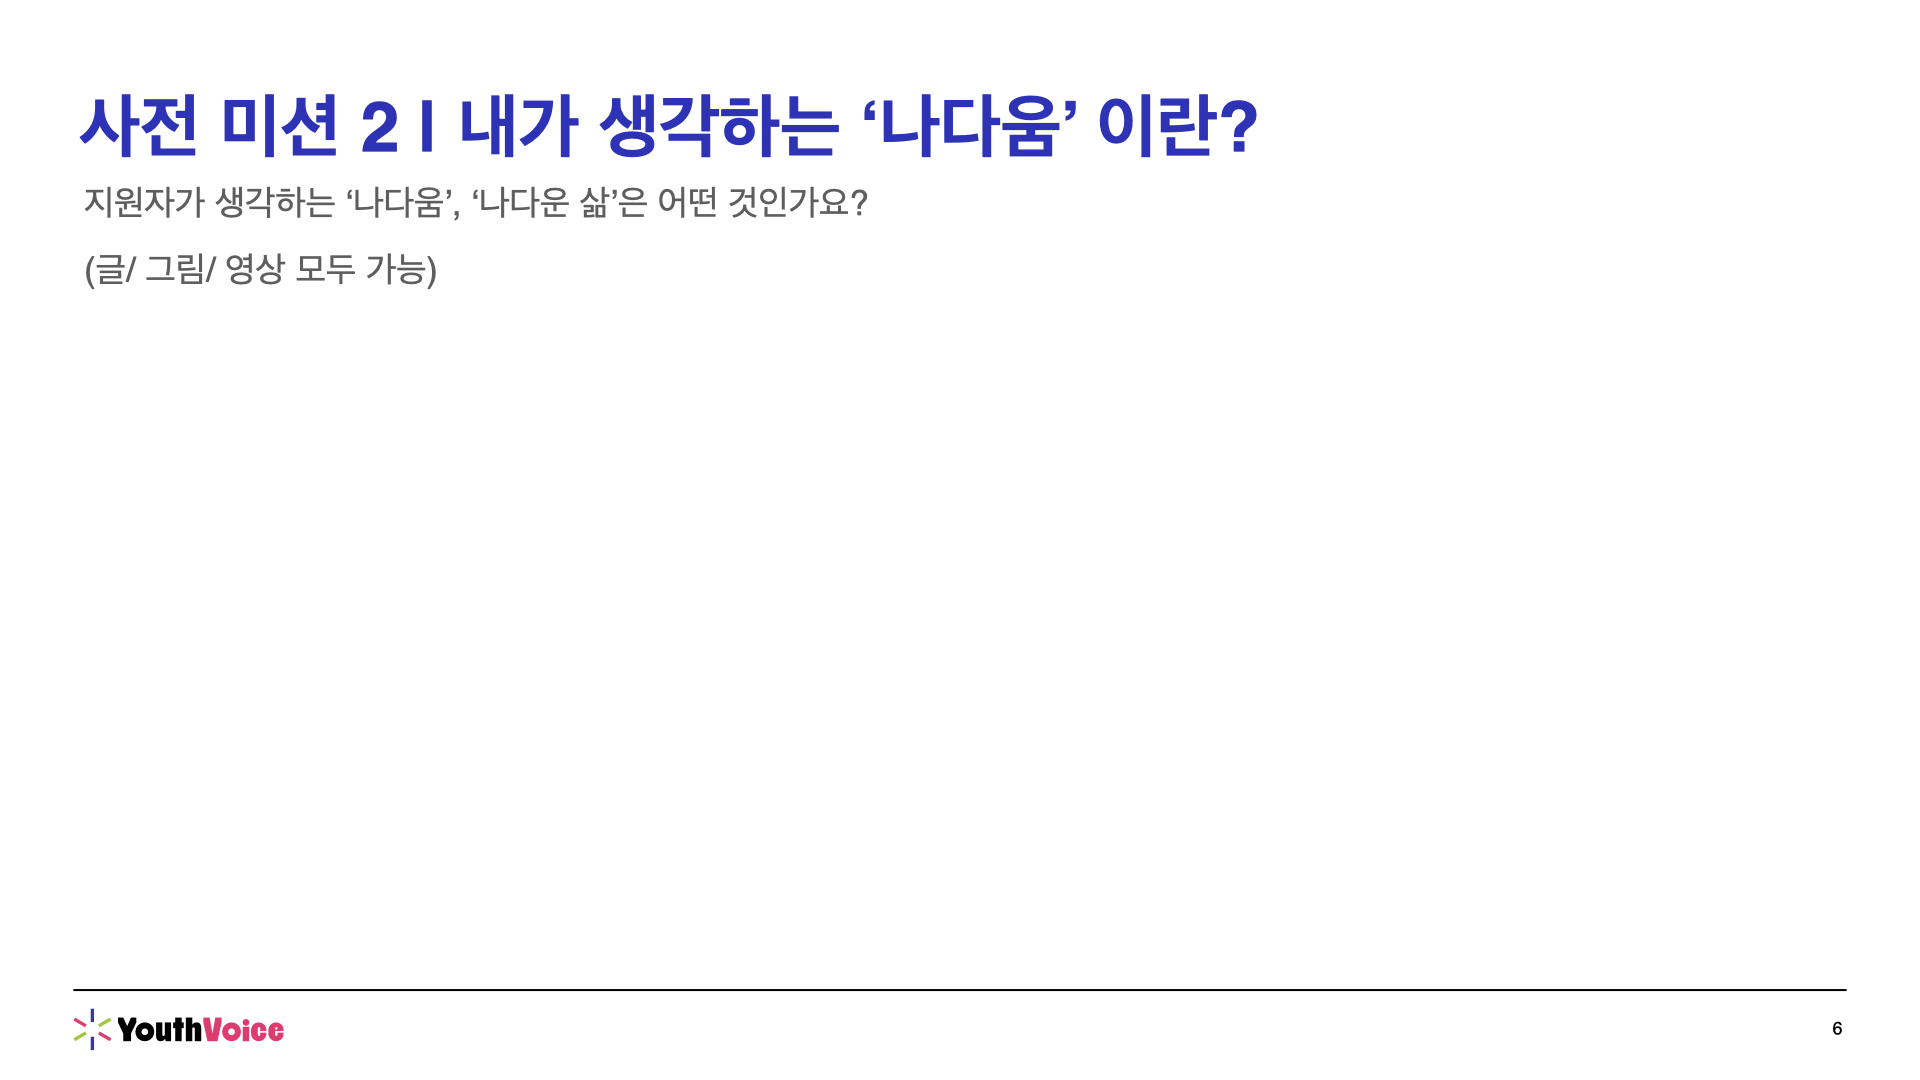 사전 미션 2 | 내가 생각하는 ‘나다움’ 이란?
지원자가 생각하는 ‘나다움’, ‘나다운 삶’은 어떤 것인가요?
(글/ 그림/ 영상 모두 가능)
YouthVoice
6